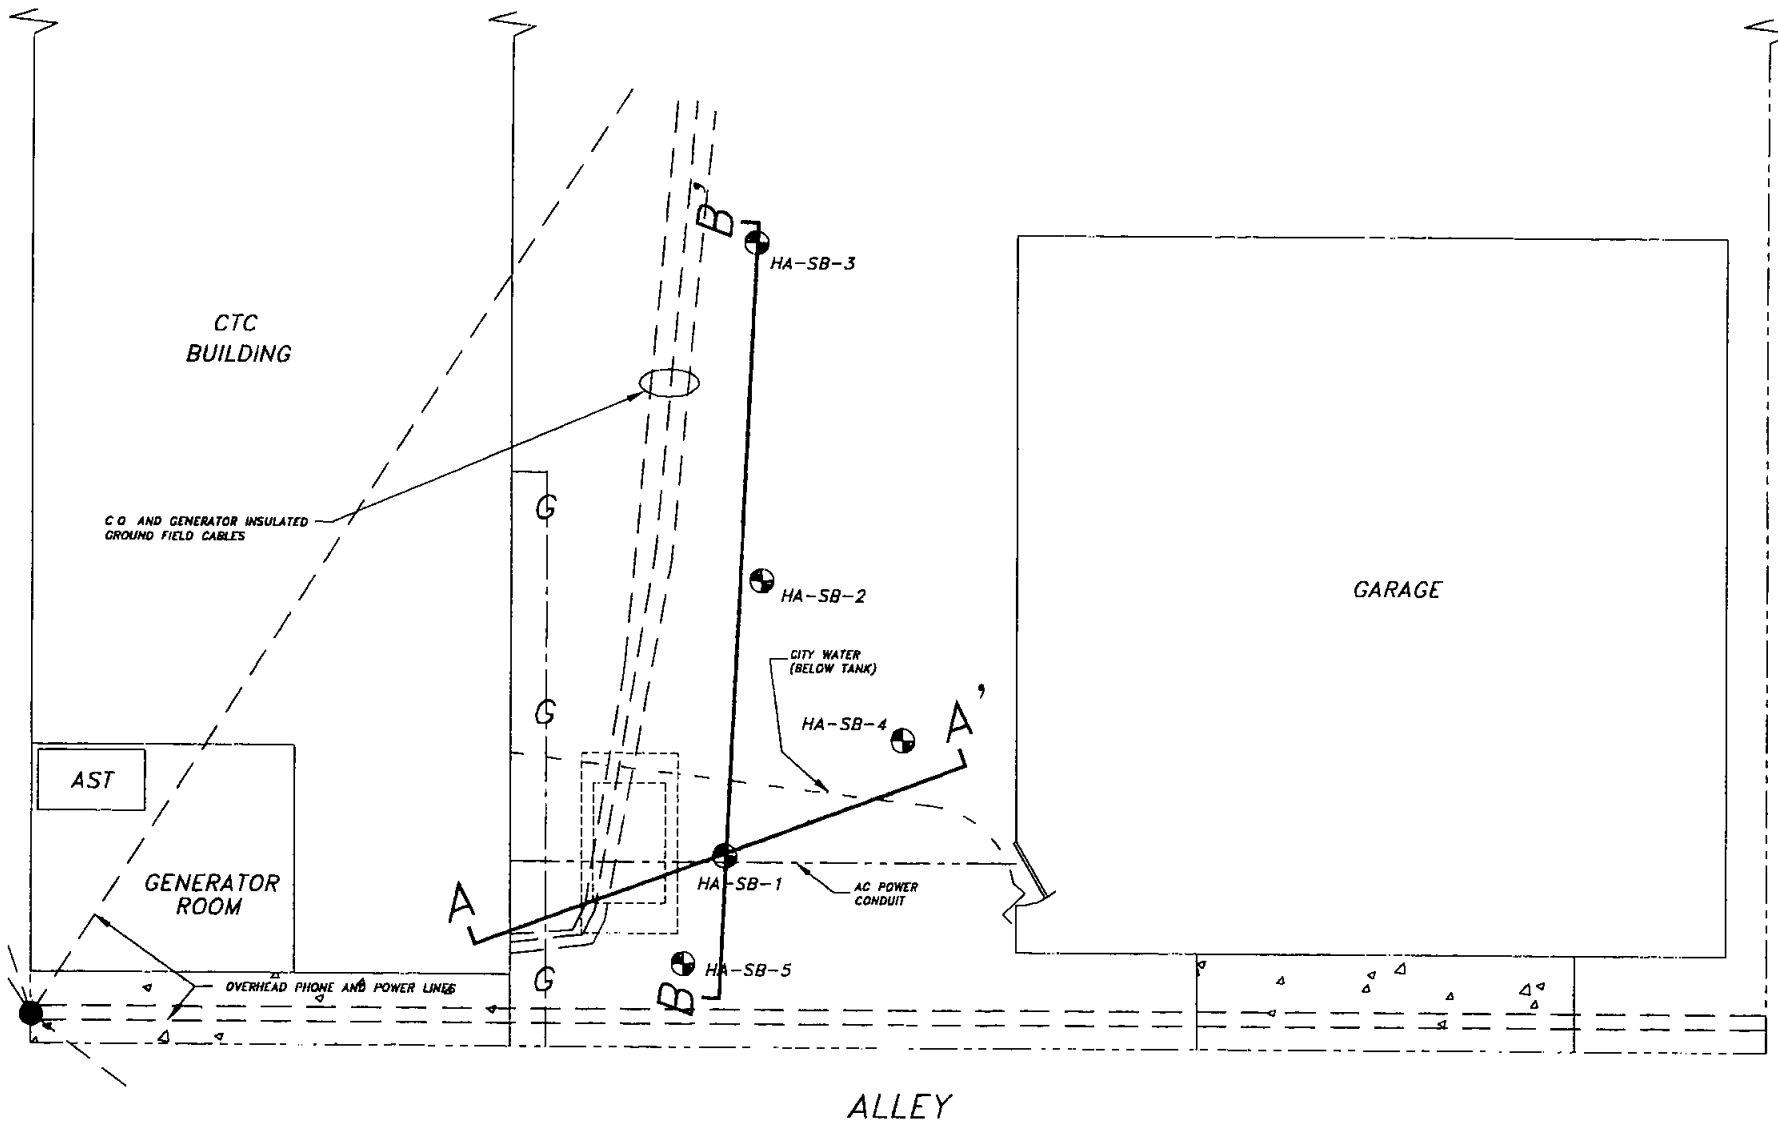 B'
HA-SB-3
CTC
BUILDING
C.O. AND GENERATOR INSULATED
GROUND FIELD CABLES
G
HA-SB-2
GARAGE
CITY WATER
(BELOW TANK)
G
HA-SB-4
A'
AST
GENERATOR
ROOM
HA-SB-1
AC POWER
CONDUIT
A
G
HA-SB-5
B
OVERHEAD PHONE AND POWER LINES
ALLEY